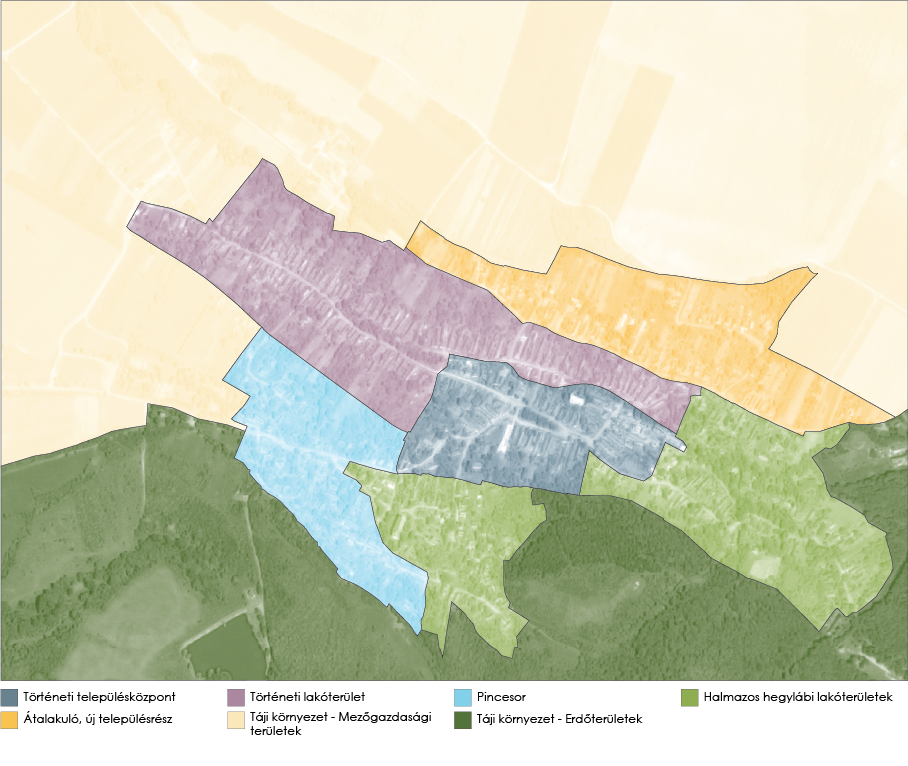 Történeti településközpont
Történeti lakóterület
Pincesor
Halmazos hegylábi lakóterületek
Átalakuló, új településrész
Táji környezet - Mezőgazdasági
területek
Táji környezet - Erdőterületek